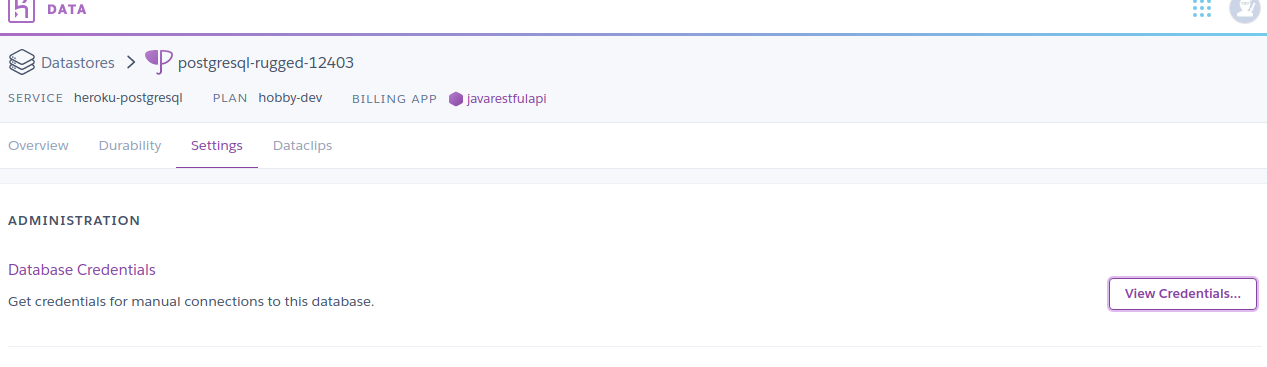 DATA
Datastores postgresql-rugged-12403
SERVICE heroku-postgresql PLAN hobby-dev BILLING APP javarestfulapi
Overview Durability Settings Dataclips
ADMINISTRATION
Database Credentials
Get credentials for manual connections to this database.
View Credentials...